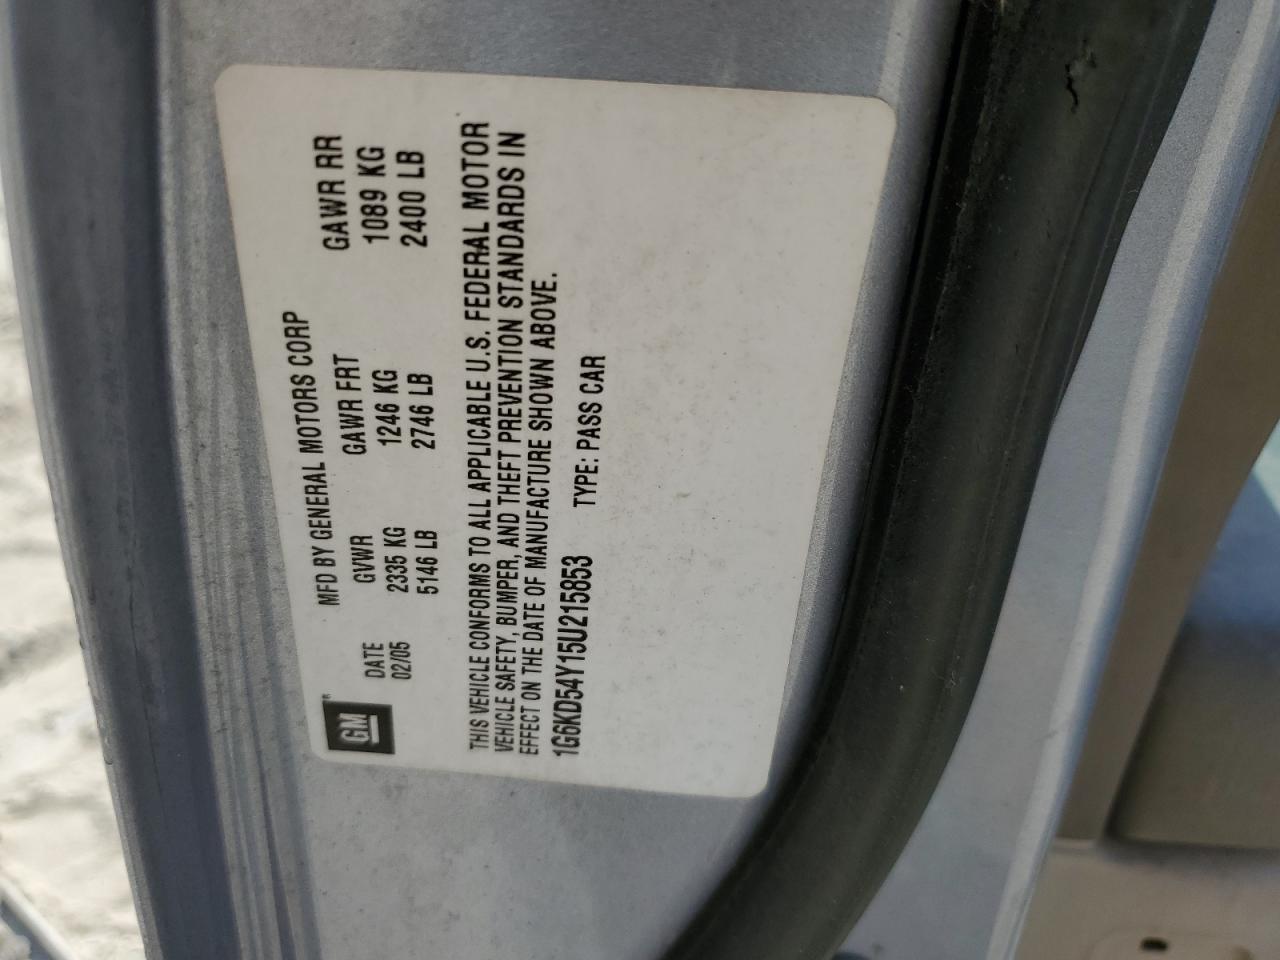 MFD BY GENERAL MOTORS CORP
GM
DATE GVWR GAWR FRT GAWR RR
02/05 2335 KG 1246 KG 1089 KG
5146 LB 2746 LB 2400 LB
THIS VEHICLE CONFORMS TO ALL APPLICABLE U.S. FEDERAL MOTOR
VEHICLE SAFETY, BUMPER, AND THEFT PREVENTION STANDARDS IN
EFFECT ON THE DATE OF MANUFACTURE SHOWN ABOVE.
1G6KD54Y15U215853 TYPE: PASS CAR